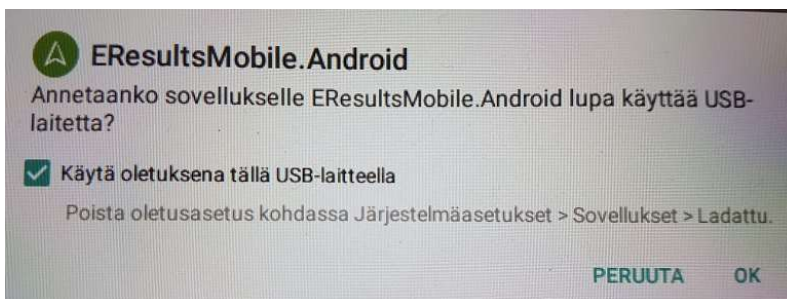 EResultsMobile.Android
Annetaanko sovellukselle EResultsMobile.Android lupa käyttää USB-
laitetta?
Käytä oletuksena tällä USB-laitteella
Poista oletusasetus kohdassa Järjestelmäasetukset > Sovellukset > Ladattu.
PERUUTA OK